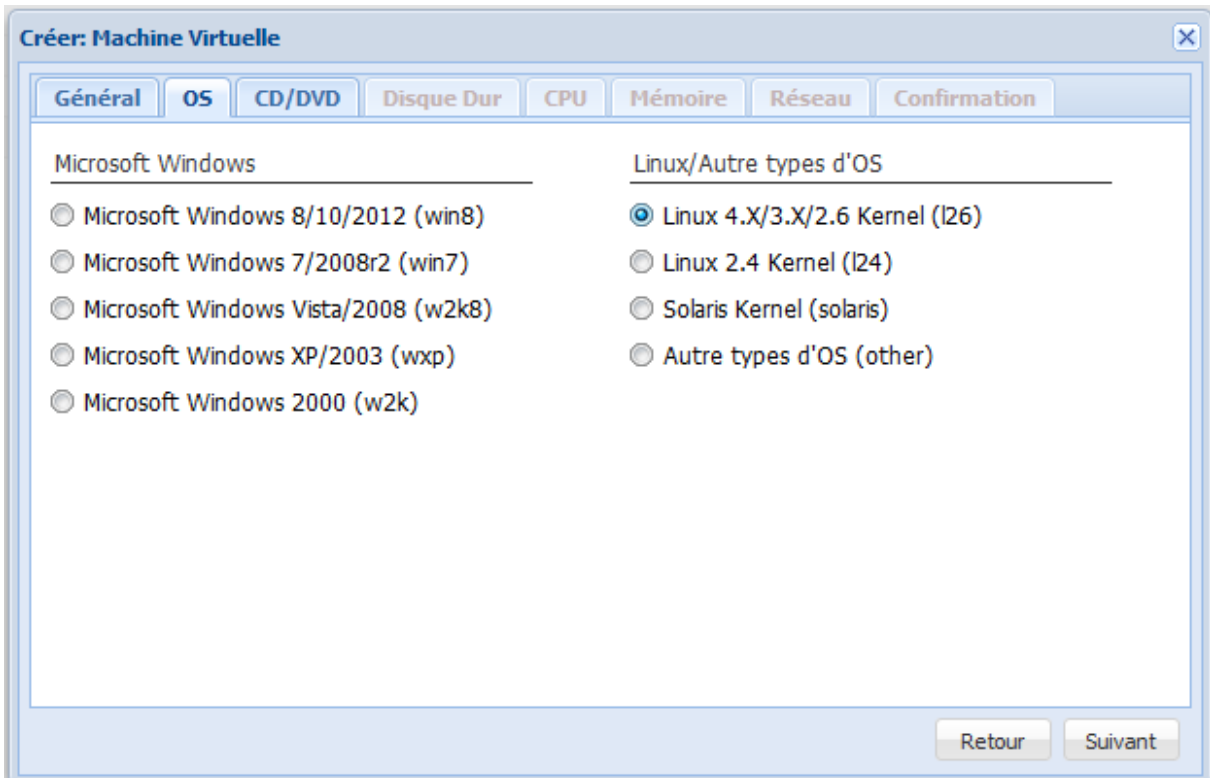 Créer: Machine Virtuelle
Général OS CD/DVD Disque Dur CPU Mémoire Réseau Confirmation
Microsoft Windows
Microsoft Windows 8/10/2012 (win8)
Microsoft Windows 7/2008r2 (win7)
Microsoft Windows Vista/2008 (w2k8)
Microsoft Windows XP/2003 (wxp)
Microsoft Windows 2000 (w2k)
Linux/Autre types d'OS
Linux 4.X/3.X/2.6 Kernel (l26)
Linux 2.4 Kernel (l24)
Solaris Kernel (solaris)
Autre types d'OS (other)
Retour Suivant